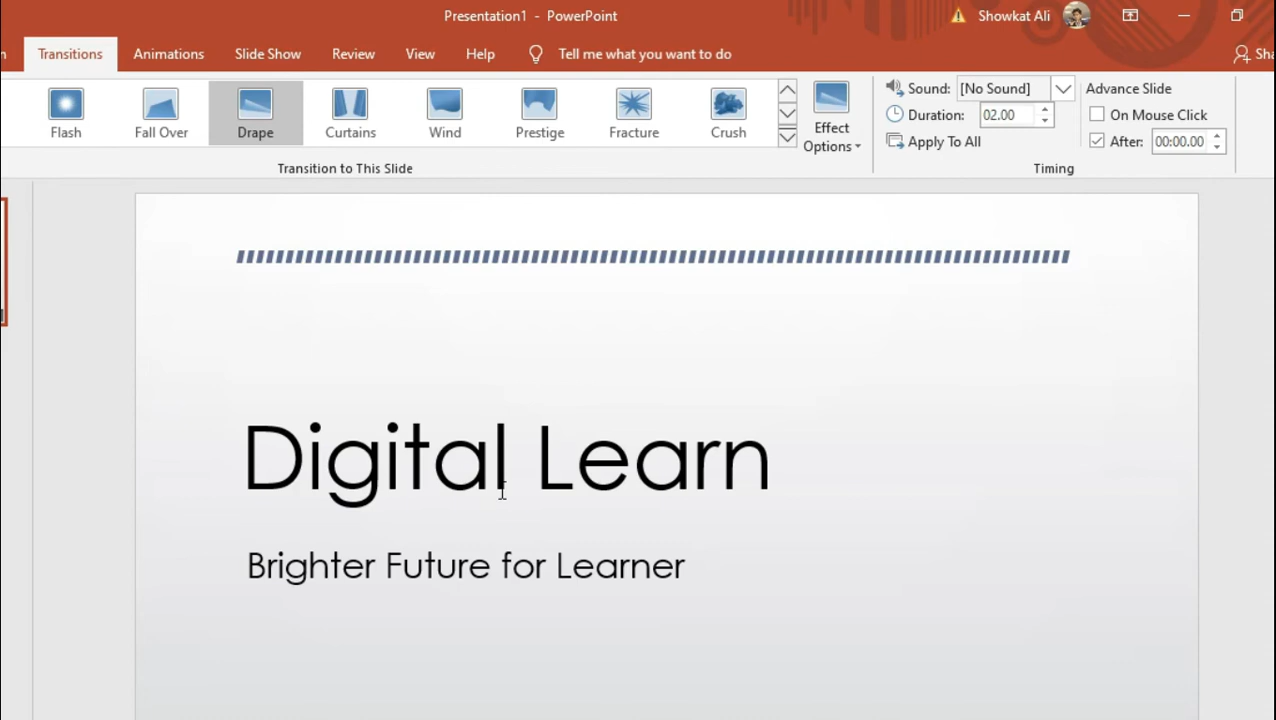 Presentation1 - PowerPoint
Showkat Ali
Transitions
Animations
Slide Show
Review
View
Help
Tell me what you want to do
Flash
Fall Over
Drape
Curtains
Wind
Prestige
Fracture
Crush
Effect
Options
Sound: [No Sound]
Duration: 02.00
Apply To All
Advance Slide
On Mouse Click
After: 00:00.00
Transition to This Slide
Timing
Digital Learn
Brighter Future for Learner